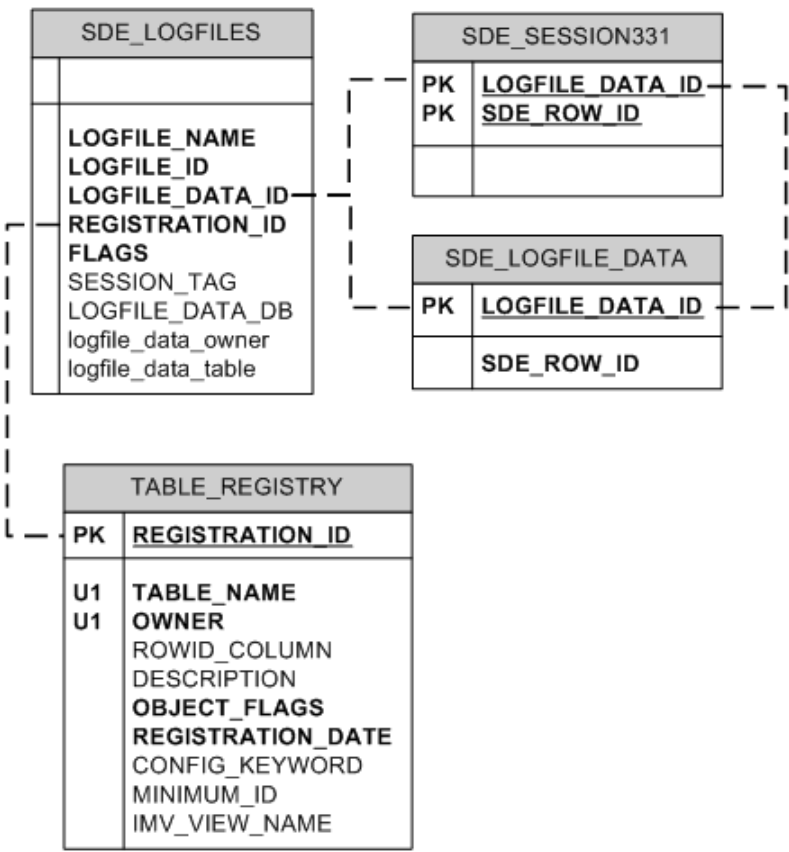 SDE_LOGFILES
LOGFILE_NAME
LOGFILE_ID
LOGFILE_DATA_ID
REGISTRATION_ID
FLAGS
SESSION_TAG
LOGFILE_DATA_DB
logfile_data_owner
logfile_data_table
SDE_SESSION331
PK LOGFILE_DATA_ID
PK SDE_ROW_ID
SDE_LOGFILE_DATA
PK LOGFILE_DATA_ID
SDE_ROW_ID
TABLE_REGISTRY
PK REGISTRATION_ID
U1 TABLE_NAME
U1 OWNER
ROWID_COLUMN
DESCRIPTION
OBJECT_FLAGS
REGISTRATION_DATE
CONFIG_KEYWORD
MINIMUM_ID
IMV_VIEW_NAME